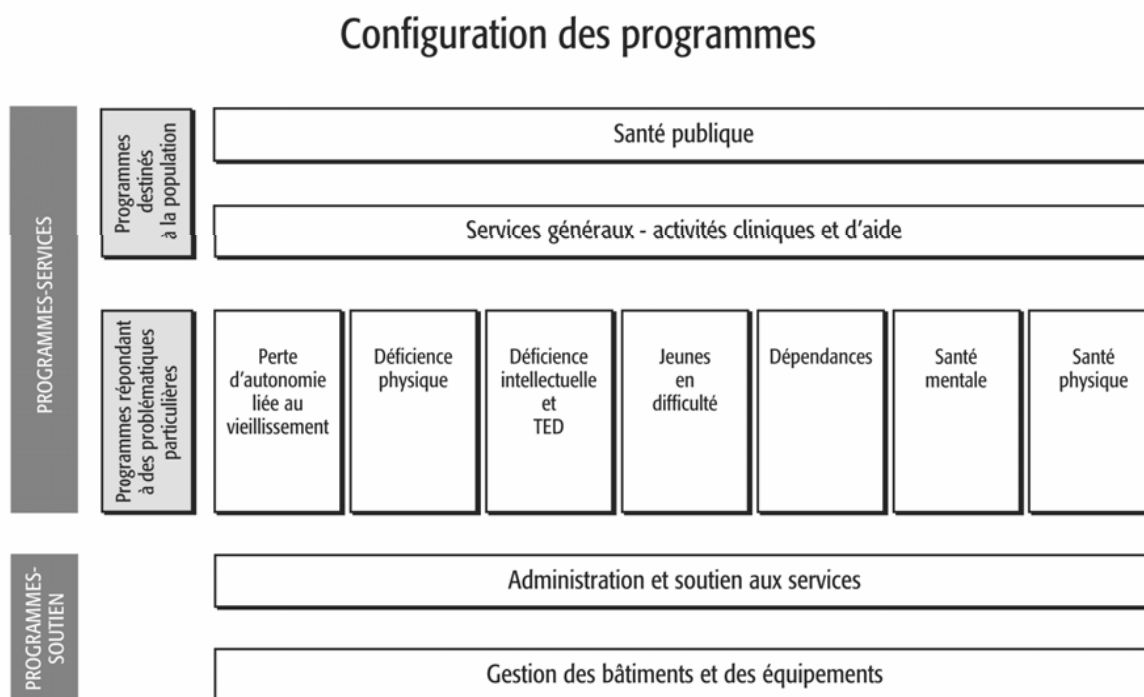 Configuration des programmes
PROGRAMMES-SERVICES
Programmes
destinés
à la population
Santé publique
Services généraux - activités cliniques et d'aide
Programmes répondant
à des problématiques
particulières
Perte
d'autonomie
liée au
vieillissement
Déficience
physique
Déficience
intellectuelle
et
TED
Jeunes
en
difficulté
Dépendances
Santé
mentale
Santé
physique
PROGRAMMES-
SOUTIEN
Administration et soutien aux services
Gestion des bâtiments et des équipements